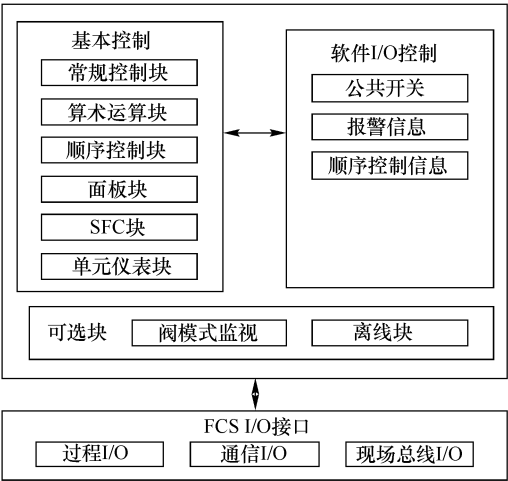 基本控制
常规控制块
算术运算块
顺序控制块
面板块
SFC块
单元仪表块
软件I/O控制
公共开关
报警信息
顺序控制信息
可选块
阀模式监视
离线块
FCS I/O接口
过程I/O
通信I/O
现场总线I/O